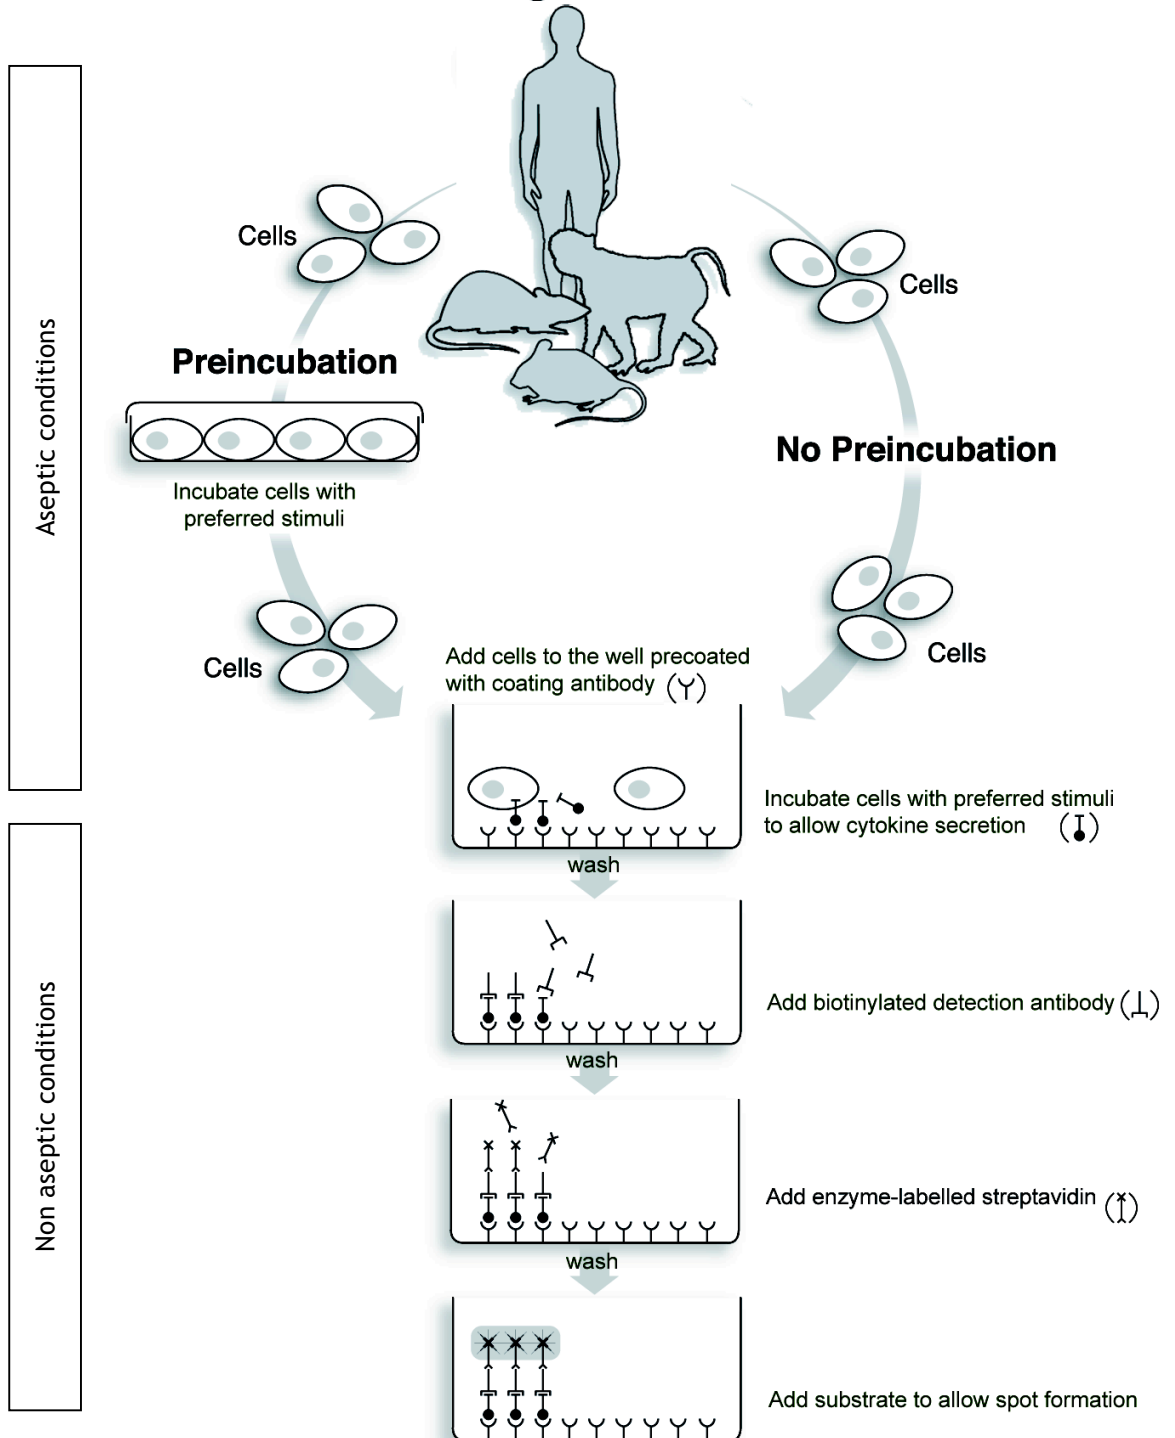 Aseptic conditions
Cells
Cells
Preincubation
No Preincubation
Incubate cells with
preferred stimuli
Cells
Cells
Add cells to the well precoated
with coating antibody
Incubate cells with preferred stimuli
to allow cytokine secretion
wash
Non aseptic conditions
Add biotinylated detection antibody
wash
Add enzyme-labelled streptavidin
wash
Add substrate to allow spot formation